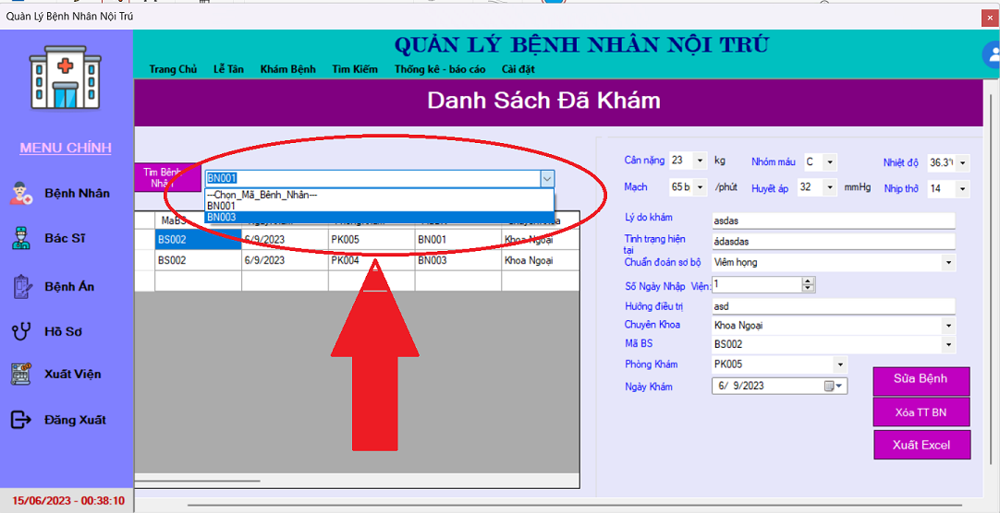 Quản Lý Bệnh Nhân Nội Trú
QUẢN LÝ BỆNH NHÂN NỘI TRÚ
Trang Chủ Lễ Tân Khám Bệnh Tìm Kiếm Thống kê - báo cáo Cài đặt
Danh Sách Đã Khám
MENU CHÍNH
Bệnh Nhân
Bác Sĩ
Bệnh Án
Hồ Sơ
Xuất Viện
Đăng Xuất
15/06/2023 - 00:38:10
Tìm Bệnh
Nhân
BN001
---Chọn_Mã_Bệnh_Nhân---
BN001
BN003
MaBS
BS002 6/9/2023 PK005 BN001 Khoa Ngoại
BS002 6/9/2023 PK004 BN003 Khoa Ngoại
Cân nặng 23 kg Nhóm máu C Nhiệt độ 36.3
Mạch 65 b /phút Huyết áp 32 mmHg Nhịp thở 14
Lý do khám asdas
Tình trạng hiện
tại
ádasdas
Chuẩn đoán sơ bộ Viêm họng
Số Ngày Nhập Viện: 1
Hướng điều trị asd
Chuyên Khoa Khoa Ngoại
Mã BS BS002
Phòng Khám PK005
Ngày Khám 6/ 9/2023
Sửa Bệnh
Xóa TT BN
Xuất Excel